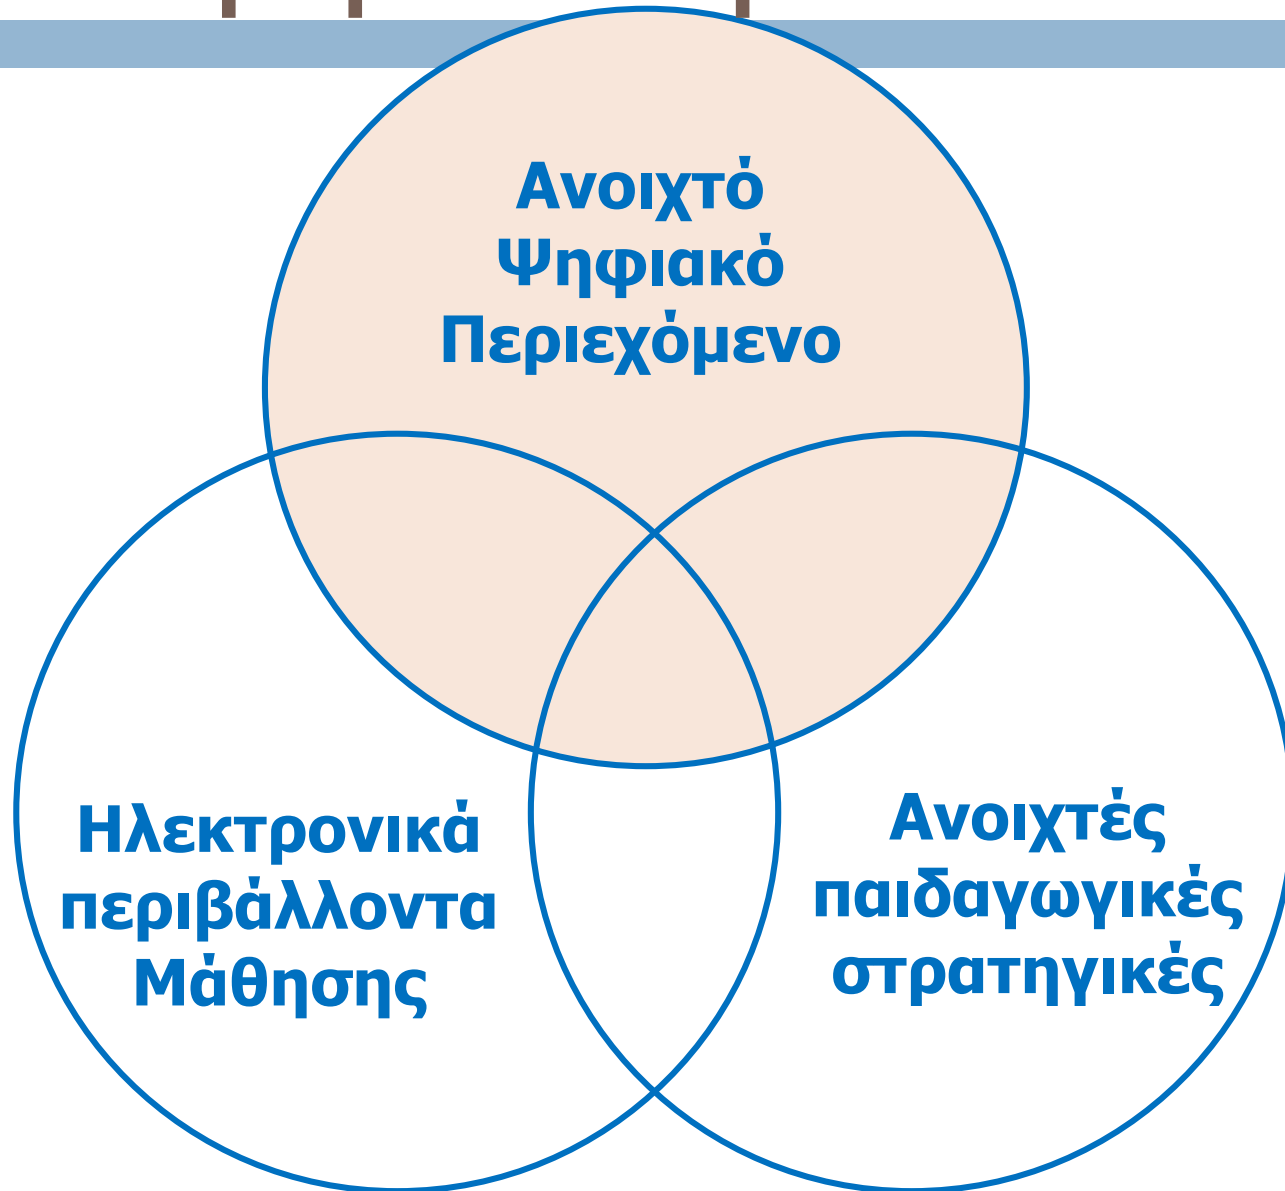 Ανοιχτό
Ψηφιακό
Περιεχόμενο
Ηλεκτρονικά
περιβάλλοντα
Μάθησης
Ανοιχτές
παιδαγωγικές
στρατηγικές